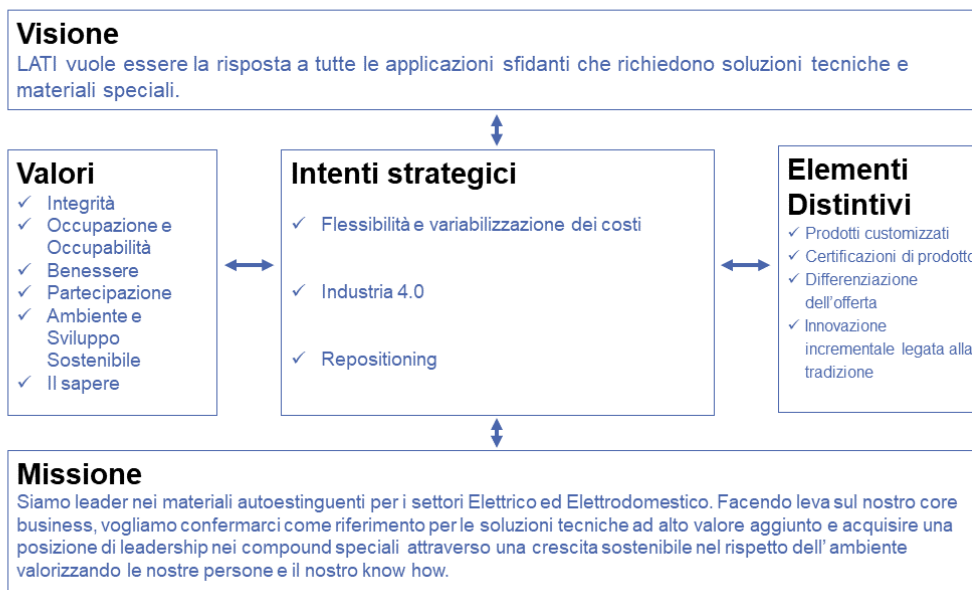 Visione
LATI vuole essere la risposta a tutte le applicazioni sfidanti che richiedono soluzioni tecniche e
materiali speciali.
Valori
✓ Integrità
✓ Occupazione e
Occupabilità
✓ Benessere
✓ Partecipazione
✓ Ambiente e
Sviluppo
Sostenibile
✓ Il sapere
Intenti strategici
✓ Flessibilità e variabilizzazione dei costi
✓ Industria 4.0
✓ Repositioning
Elementi
Distintivi
✓ Prodotti customizzati
✓ Certificazioni di prodotto
✓ Differenziazione
dell'offerta
✓ Innovazione
incrementale legata alla
tradizione
Missione
Siamo leader nei materiali autoestinguenti per i settori Elettrico ed Elettrodomestico. Facendo leva sul nostro core
business, vogliamo confermarci come riferimento per le soluzioni tecniche ad alto valore aggiunto e acquisire una
posizione di leadership nei compound speciali attraverso una crescita sostenibile nel rispetto dell' ambiente
valorizzando le nostre persone e il nostro know how.